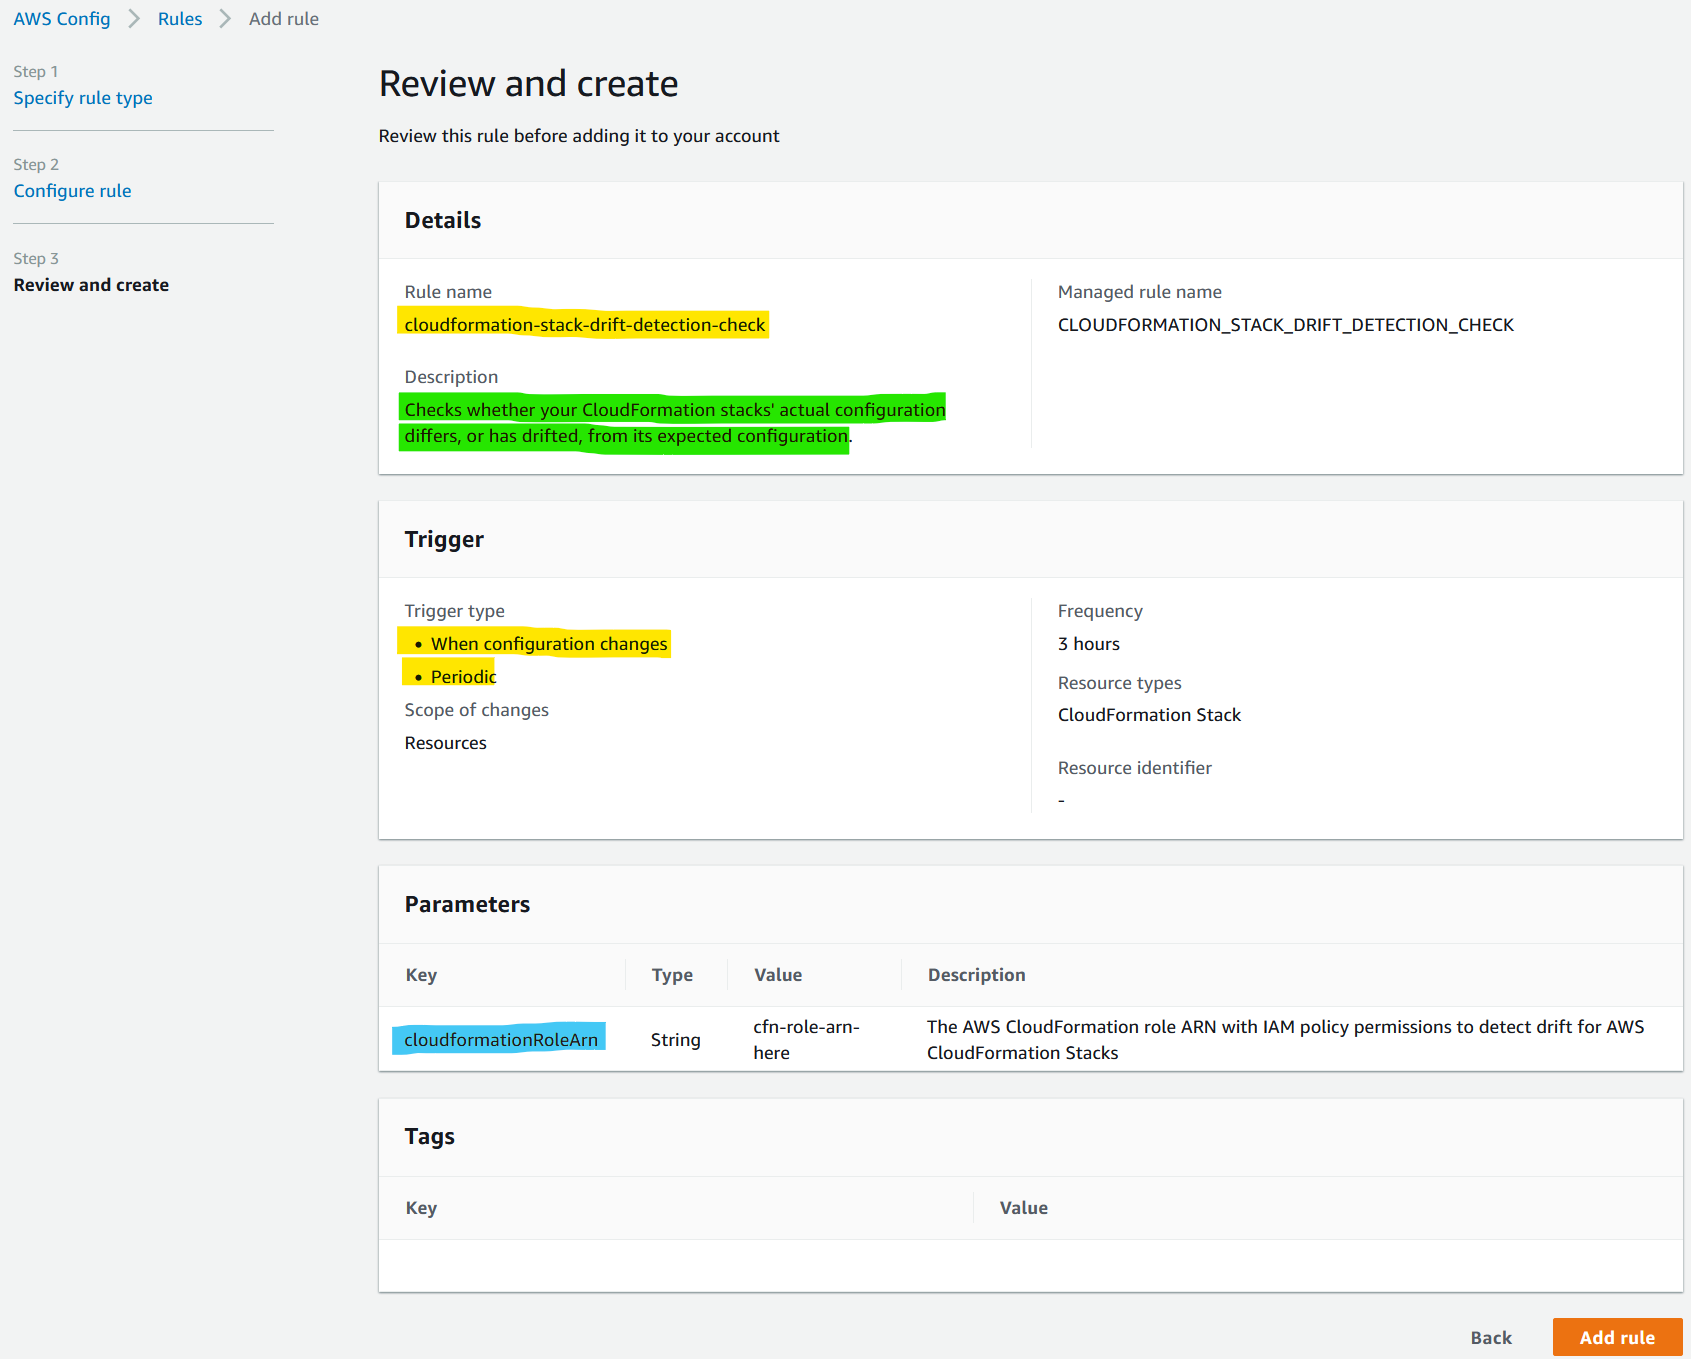 AWS Config > Rules > Add rule
Step 1
Specify rule type
Step 2
Configure rule
Step 3
Review and create
Review and create
Review this rule before adding it to your account
Details
Rule name
cloudformation-stack-drift-detection-check
Managed rule name
CLOUDFORMATION_STACK_DRIFT_DETECTION_CHECK
Description
Checks whether your CloudFormation stacks' actual configuration
differs, or has drifted, from its expected configuration.
Trigger
Trigger type
• When configuration changes
• Periodic
Scope of changes
Resources
Frequency
3 hours
Resource types
CloudFormation Stack
Resource identifier
-
Parameters
Key Type Value Description
cloudformationRoleArn String
cfn-role-arn-
here
The AWS CloudFormation role ARN with IAM policy permissions to detect drift for AWS
CloudFormation Stacks
Tags
Key Value
Back Add rule